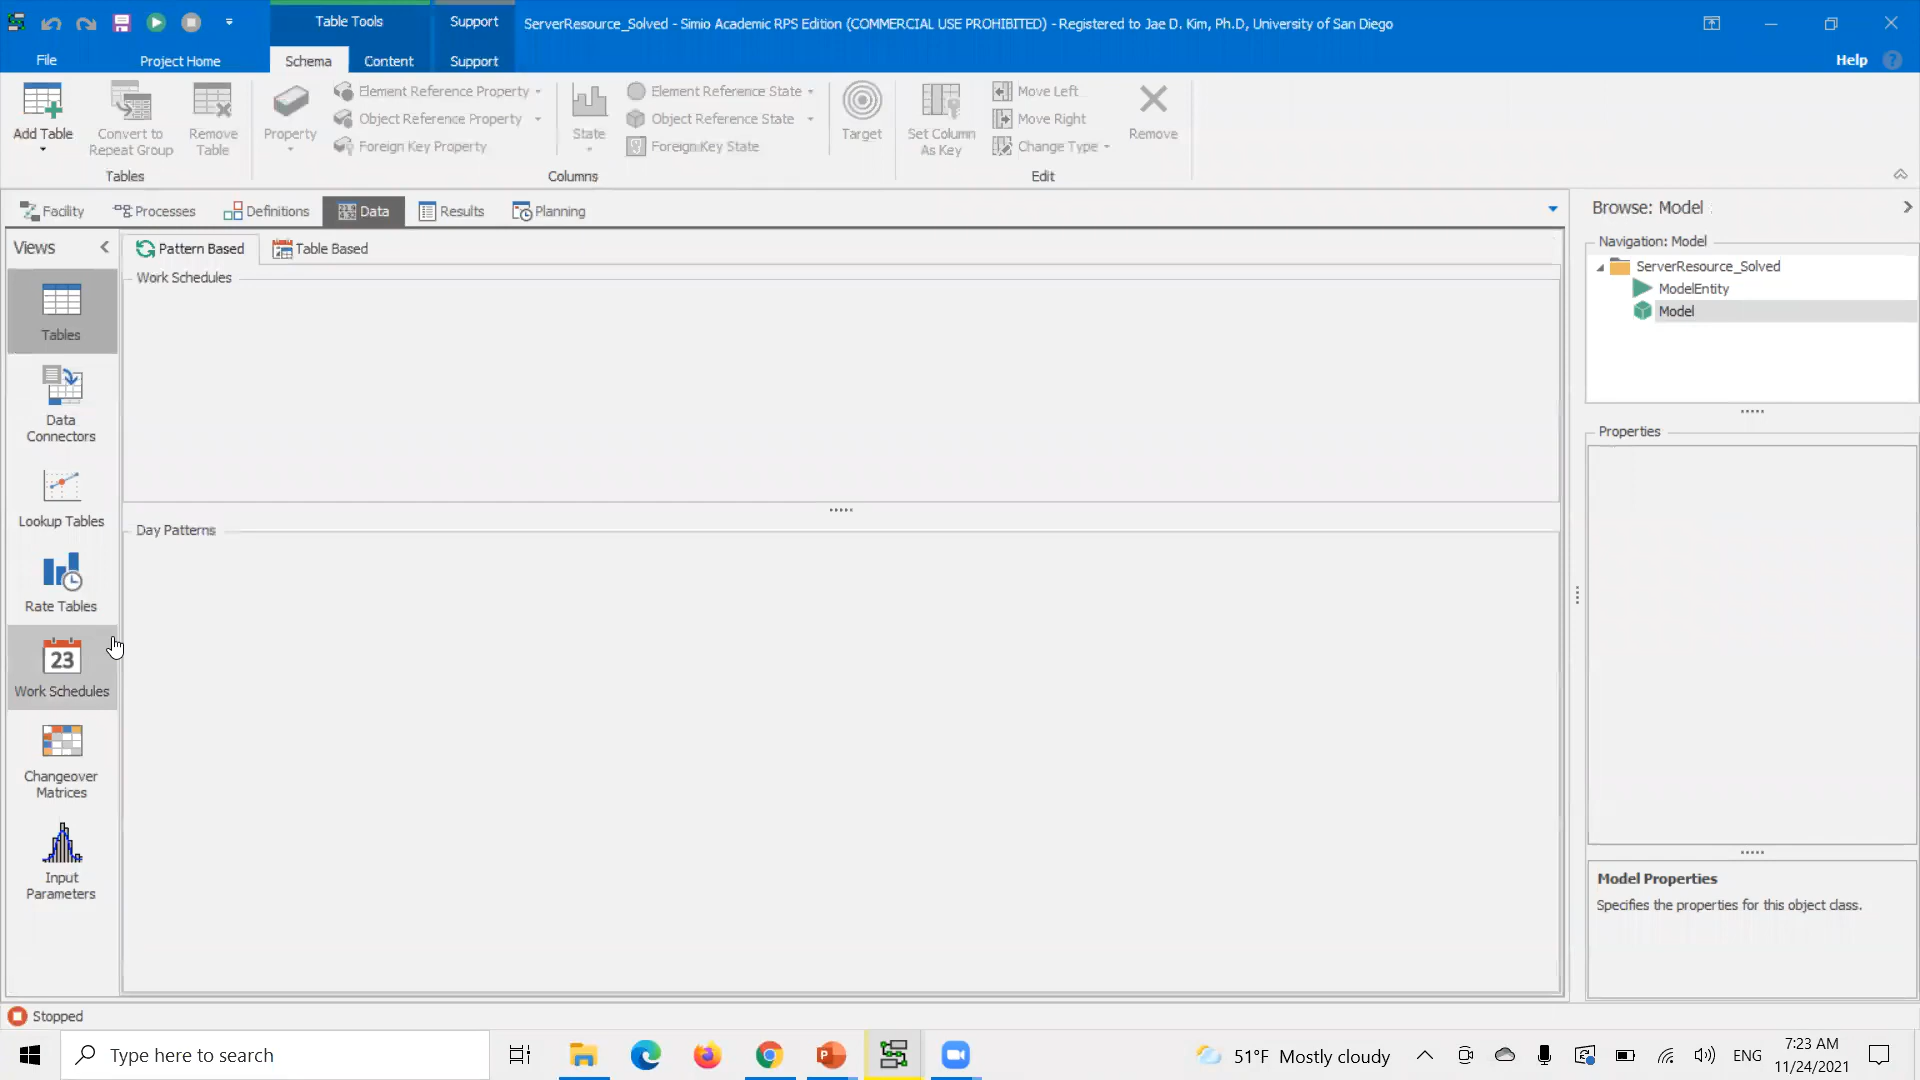 Table Tools
Support
ServerResource_Solved - Simio Academic RPS Edition (COMMERCIAL USE PROHIBITED) - Registered to Jae D. Kim, Ph.D, University of San Diego
File
Project Home
Schema
Content
Support
Help
Add Table
Convert to
Repeat Group
Remove
Table
Tables
Property
Element Reference Property
Object Reference Property
Foreign Key Property
State
Element Reference State
Object Reference State
Foreign Key State
Columns
Target
Set Column
As Key
Move Left
Move Right
Change Type
Remove
Edit
Facility
Processes
Definitions
Data
Results
Planning
Views
Tables
Data
Connectors
Lookup Tables
Rate Tables
23
Work Schedules
Changeover
Matrices
Input
Parameters
Pattern Based
Table Based
Work Schedules
Day Patterns
Browse: Model
Navigation: Model
ServerResource_Solved
ModelEntity
Model
Properties
Model Properties
Specifies the properties for this object class.
Stopped
Type here to search
51°F Mostly cloudy
ENG
7:23 AM
11/24/2021